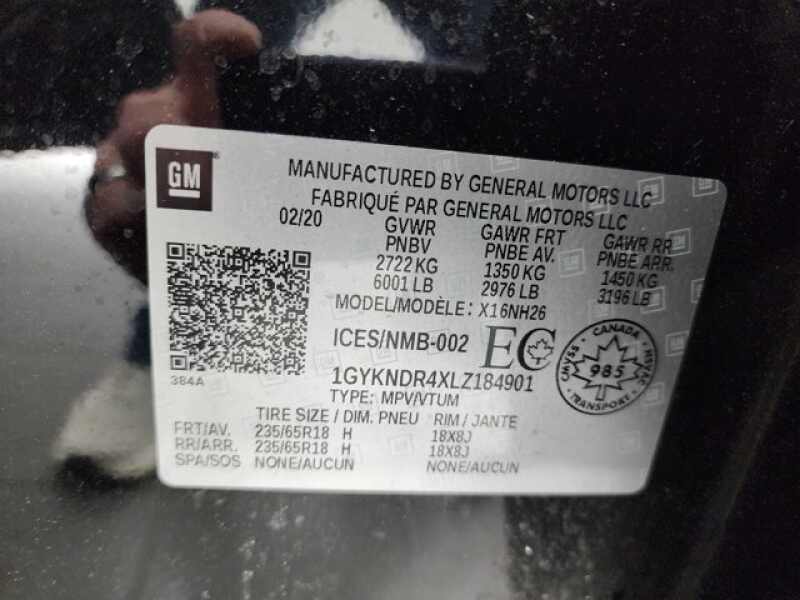 GM
MANUFACTURED BY GENERAL MOTORS LLC
FABRIQUÉ PAR GENERAL MOTORS LLC
02/20
GVWR GAWR FRT GAWR RR
PNBV PNBE AV. PNBE ARR.
2722 KG 1350 KG 1450 KG
6001 LB 2976 LB 3196 LB
MODEL/MODÈLE: X16NH26
ICES/NMB-002 EC
CANADA
CMVSS 985 NSVAC
TRANSPORT
384A
1GYKNDR4XLZ184901
TYPE: MPV/VTUM
TIRE SIZE / DIM. PNEU RIM / JANTE
FRT/AV. 235/65R18 H 18X8J
RR/ARR. 235/65R18 H 18X8J
SPA/SOS NONE/AUCUN NONE/AUCUN